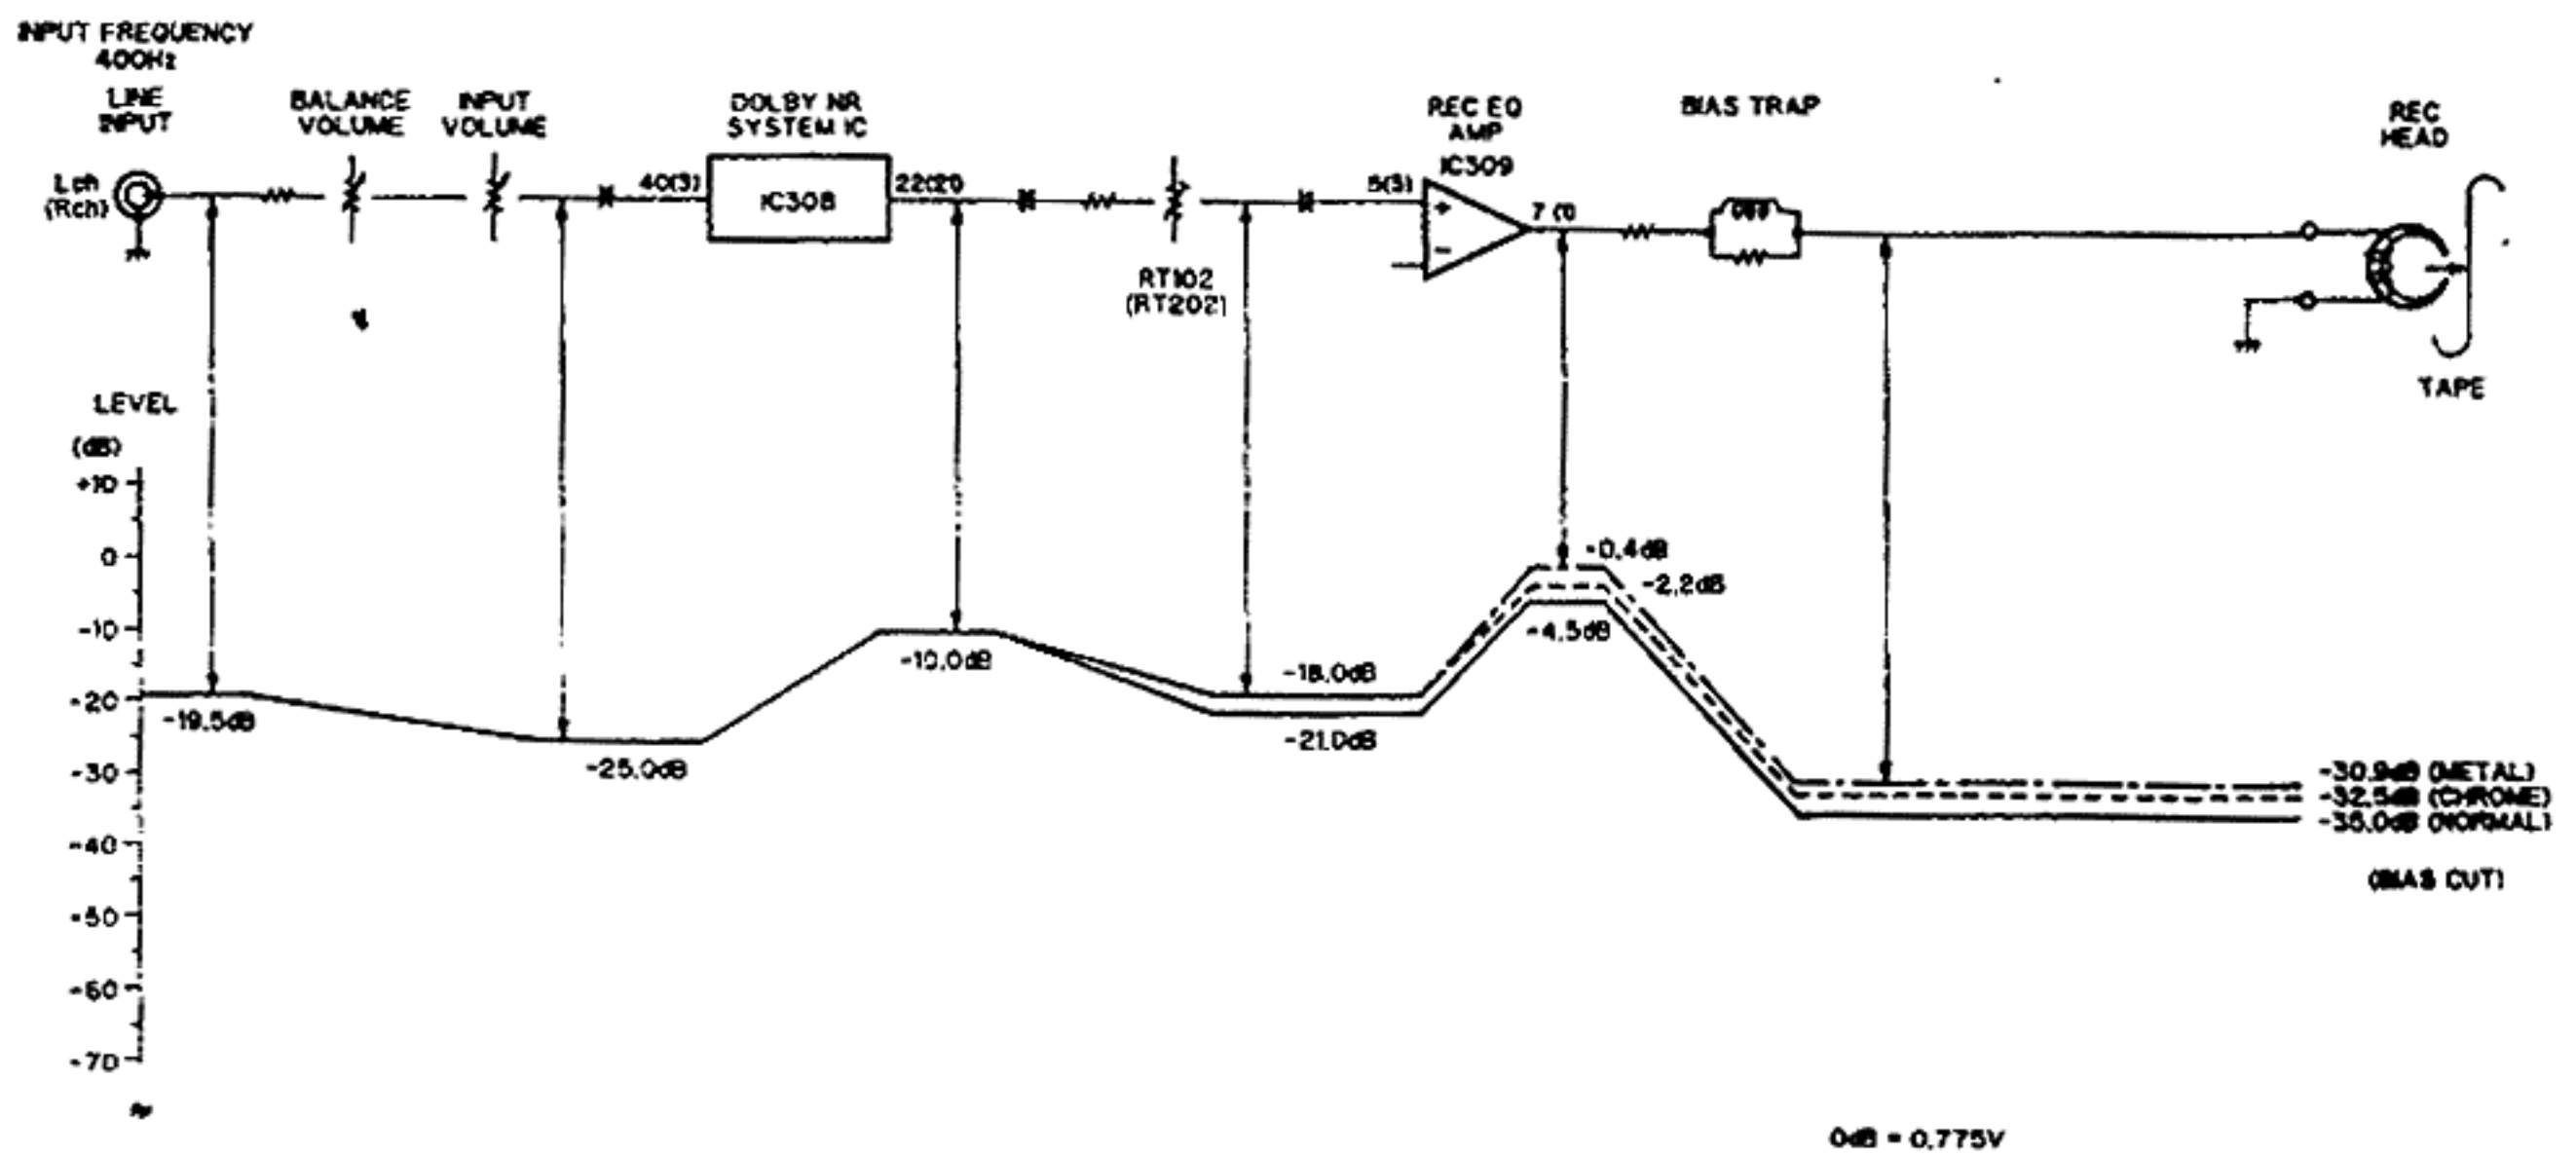 INPUT FREQUENCY
400Hz
LINE
INPUT
BALANCE
VOLUME
INPUT
VOLUME
DOLBY NR
SYSTEM IC
REC EQ
AMP
IC309
BIAS TRAP
REC
HEAD
Lch
(Rch)
40(3)
IC308
22(21)
5(3)
7 (1)
RT102
(RT202)
TAPE
LEVEL
(dB)
+10
0
-10
-20
-30
-40
-50
-60
-70
-19.5dB
-25.0dB
-10.0dB
-18.0dB
-21.0dB
-0.4dB
-2.2dB
-4.5dB
-30.9dB (METAL)
-32.5dB (CHROME)
-35.0dB (NORMAL)
(BIAS CUT)
0dB = 0.775V